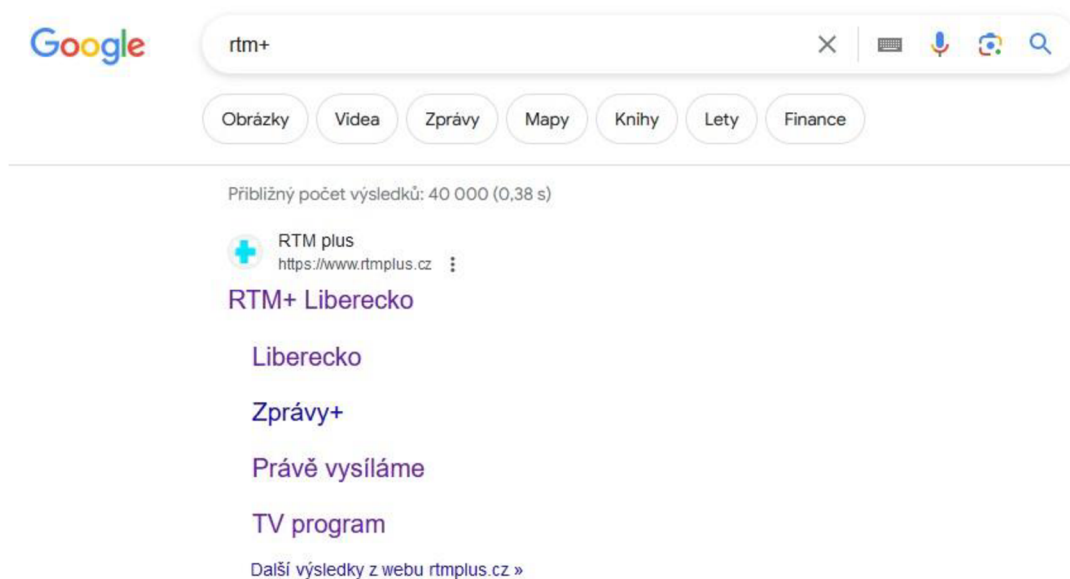 Google
rtm+
Obrázky Videa Zprávy Mapy Knihy Lety Finance
Přibližný počet výsledků: 40 000 (0,38 s)
RTM plus
https://www.rtmplus.cz
RTM+ Liberecko
Liberecko
Zprávy+
Právě vysíláme
TV program
Další výsledky z webu rtmplus.cz »